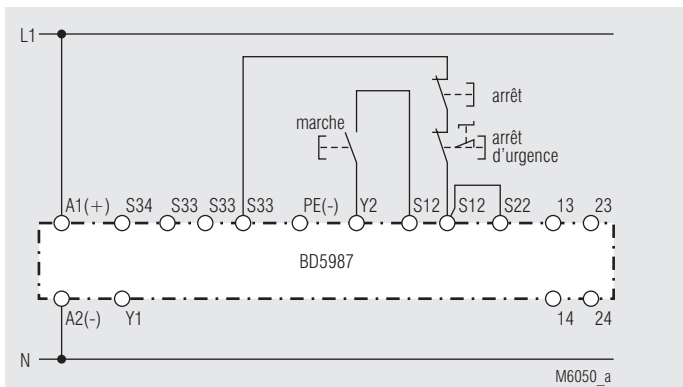 L1
arrêt
marche
arrêt
d'urgence
A1(+) S34 S33 S33 S33 PE(-) Y2 S12 S12 S22 13 23
BD5987
A2(-) Y1 14 24
N
M6050_a